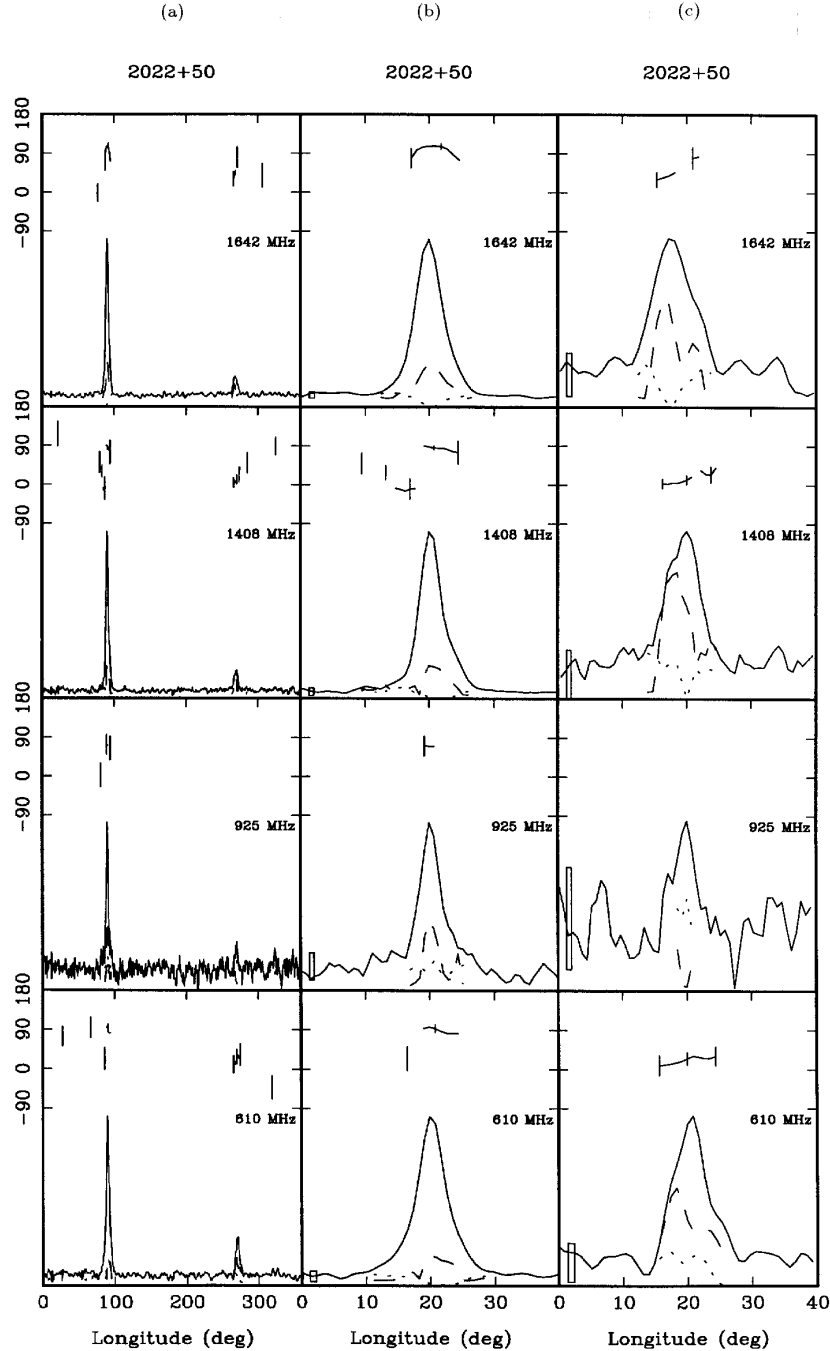 (a) (b) (c)
2022+50 2022+50 2022+50
180
90
0
-90
1642 MHz 1642 MHz 1642 MHz
180
90
0
-90
1408 MHz 1408 MHz 1408 MHz
180
90
0
-90
925 MHz 925 MHz 925 MHz
180
90
0
-90
610 MHz 610 MHz 610 MHz
0 100 200 300 0 10 20 30 0 10 20 30 40
Longitude (deg) Longitude (deg) Longitude (deg)